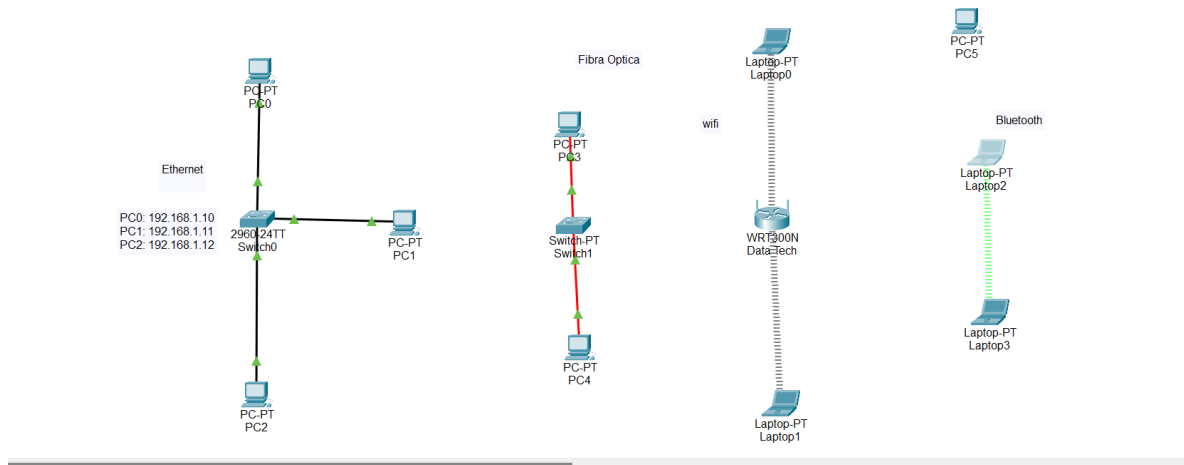 PC-PT
PC0
Ethernet
PC0: 192.168.1.10
PC1: 192.168.1.11
PC2: 192.168.1.12
2960-24TT
Switch0
PC-PT
PC1
PC-PT
PC2
Fibra Optica
PC-PT
PC3
Switch-PT
Switch1
PC-PT
PC4
wifi
Laptop-PT
Laptop0
WRT300N
Data Tech
Laptop-PT
Laptop1
PC-PT
PC5
Bluetooth
Laptop-PT
Laptop2
Laptop-PT
Laptop3